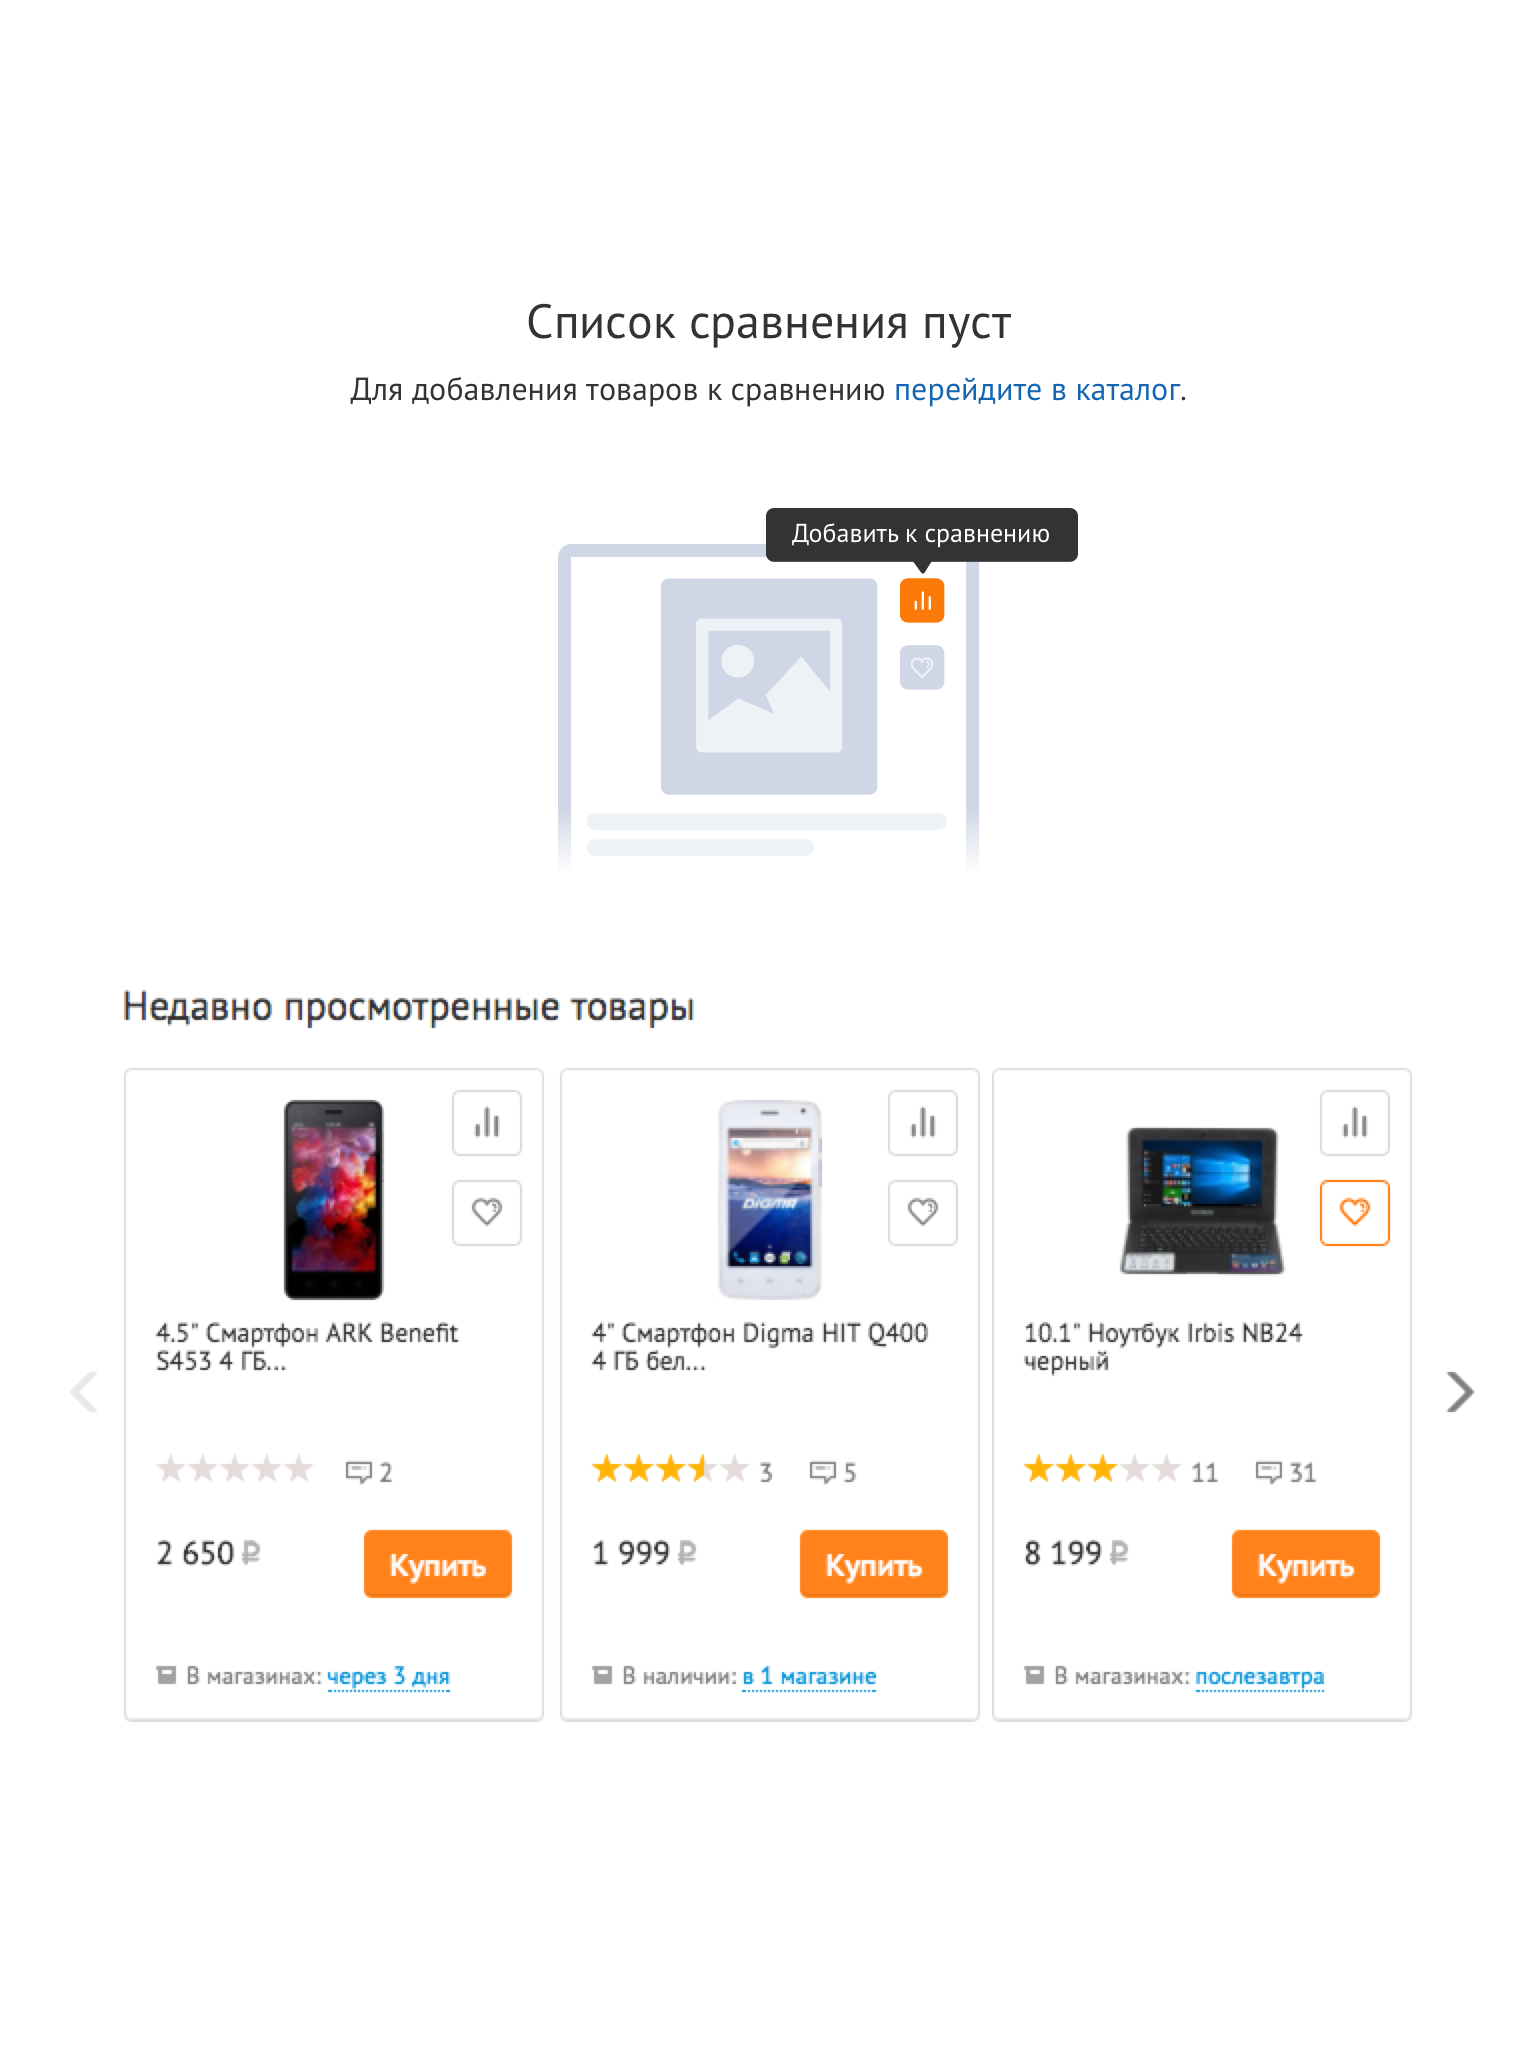 Список сравнения пуст
Для добавления товаров к сравнению перейдите в каталог.
Добавить к сравнению
Недавно просмотренные товары
DIGMA
4.5" Смартфон ARK Benefit
S453 4 ГБ...
4" Смартфон Digma HIT Q400
4 ГБ бел...
10.1" Ноутбук Irbis NB24
черный
2
3 5
11 31
2 650 ₽ Купить
1 999 ₽ Купить
8 199 ₽ Купить
В магазинах: через 3 дня
В наличии: в 1 магазине
В магазинах: послезавтра